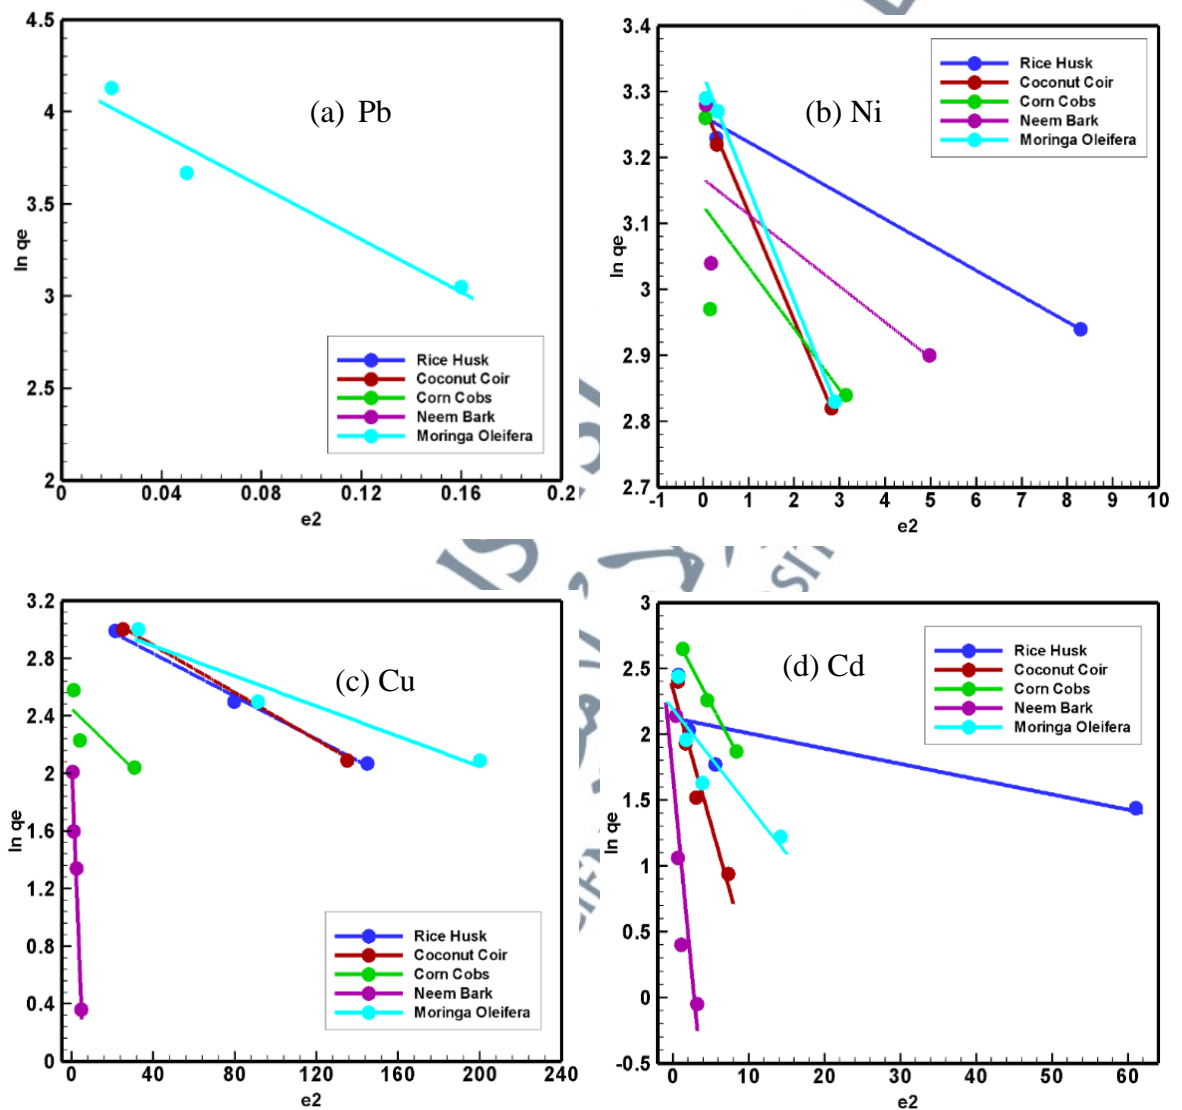 4.5
4
3.5
3
2.5
2
ln qe
(a) Pb
Rice Husk
Coconut Coir
Corn Cobs
Neem Bark
Moringa Oleifera
0 0.04 0.08 0.12 0.16 0.2
e2
3.4
3.3
3.2
3.1
3
2.9
2.8
2.7
ln qe
(b) Ni
Rice Husk
Coconut Coir
Corn Cobs
Neem Bark
Moringa Oleifera
-1 0 1 2 3 4 5 6 7 8 9 10
e2
3.2
2.8
2.4
2
1.6
1.2
0.8
0.4
0
ln qe
(c) Cu
Rice Husk
Coconut Coir
Corn Cobs
Neem Bark
Moringa Oleifera
0 40 80 120 160 200 240
e2
3
2.5
2
1.5
1
0.5
0
-0.5
ln qe
(d) Cd
Rice Husk
Coconut Coir
Corn Cobs
Neem Bark
Moringa Oleifera
0 10 20 30 40 50 60
e2